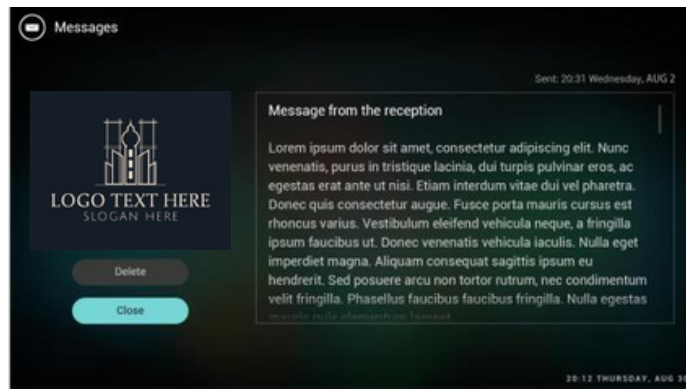 Messages
Sent: 20:31 Wednesday, AUG 2
LOGO TEXT HERE
SLOGAN HERE
Delete
Close
Message from the reception
Lorem ipsum dolor sit amet, consectetur adipiscing elit. Nunc
venenatis, purus in tristique lacinia, dui turpis pulvinar eros, ac
egestas erat ante ut nisi. Etiam interdum vitae dui vel pharetra.
Donec quis consectetur augue. Fusce porta mauris cursus est
rhoncus varius. Vestibulum eleifend vehicula neque, a fringilla
ipsum faucibus ut. Donec venenatis vehicula iaculis. Nulla eget
imperdiet magna. Aliquam consequat sagittis ipsum eu
hendrerit. Sed posuere arcu non tortor rutrum, nec condimentum
velit fringilla. Phasellus faucibus faucibus fringilla. Nulla egestas
mauris quis elementum laoreet
20:12 THURSDAY, AUG 30